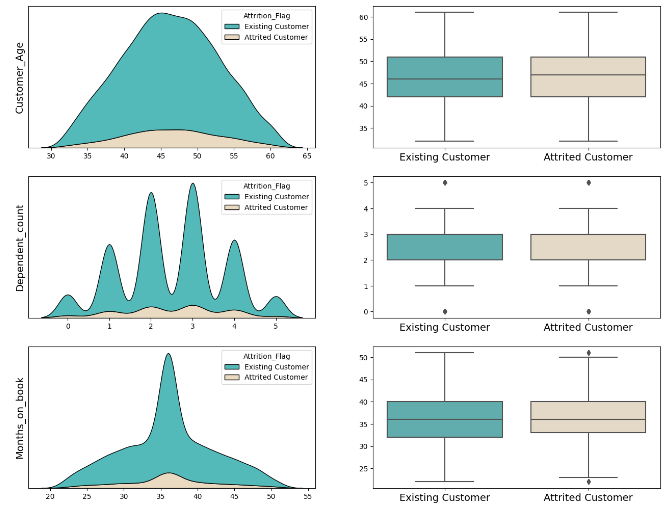 Customer_Age
Attrition_Flag
Existing Customer
Attrited Customer
30 35 40 45 50 55 60 65
60
55
50
45
40
35
Existing Customer Attrited Customer
Dependent_count
Attrition_Flag
Existing Customer
Attrited Customer
0 1 2 3 4 5
5
4
3
2
1
0
Existing Customer Attrited Customer
Months_on_book
Attrition_Flag
Existing Customer
Attrited Customer
20 25 30 35 40 45 50 55
50
45
40
35
30
25
Existing Customer Attrited Customer